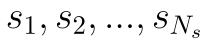 $s_1, s_2, ..., s_{N_s}$